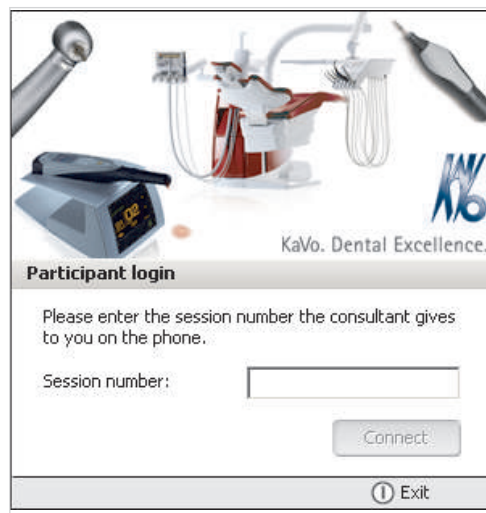 KaVo
KaVo. Dental Excellence.
Participant login
Please enter the session number the consultant gives
to you on the phone.
Session number:
Connect
Exit